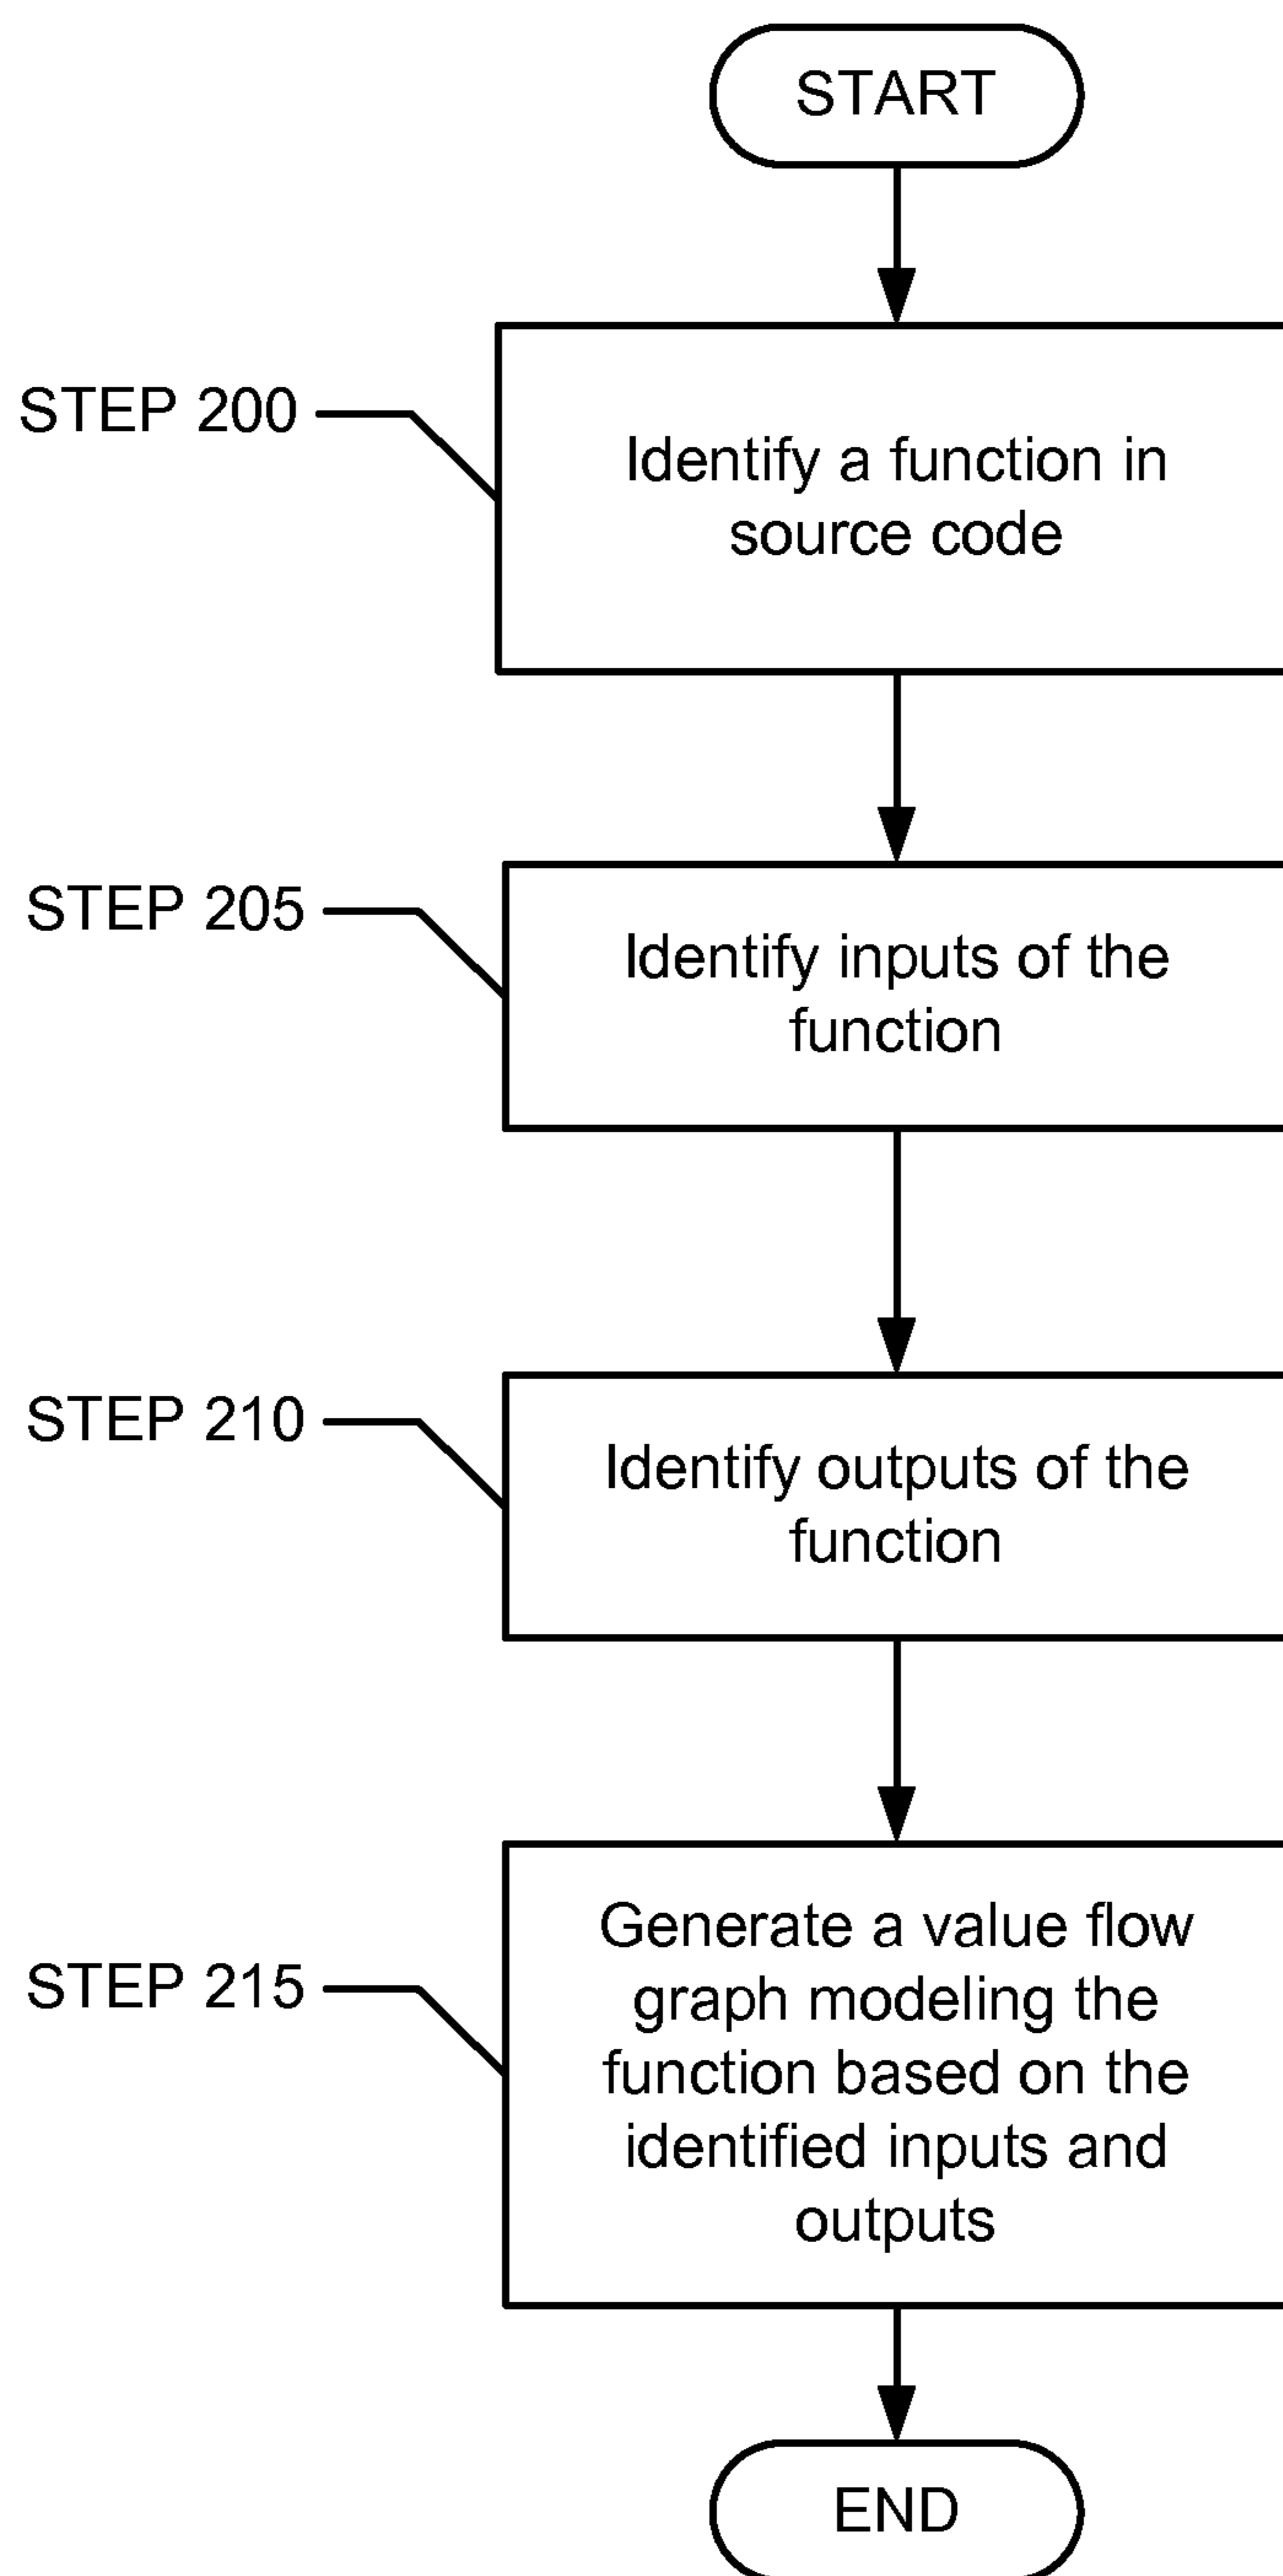 START
STEP 200
Identify a function in
source code
STEP 205
Identify inputs of the
function
STEP 210
Identify outputs of the
function
STEP 215
Generate a value flow
graph modeling the
function based on the
identified inputs and
outputs
END